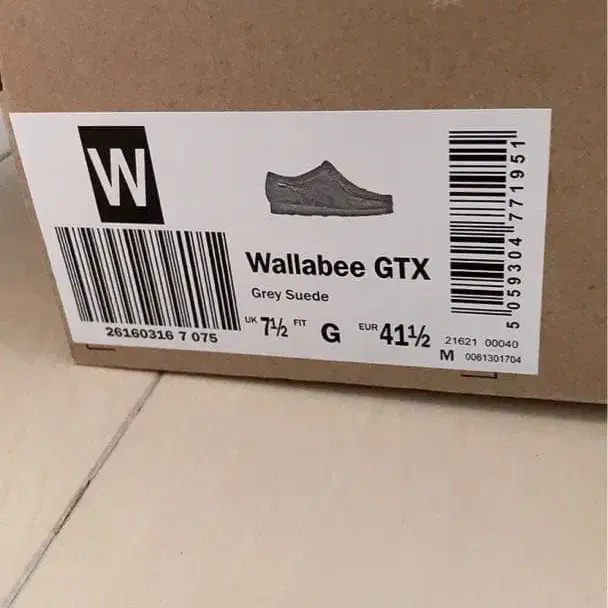 W
Wallabee GTX
Grey Suede
UK 7½ FIT G EUR 41½
26160316 7 075
21621 00040
M 0061301704
5 059304 771951